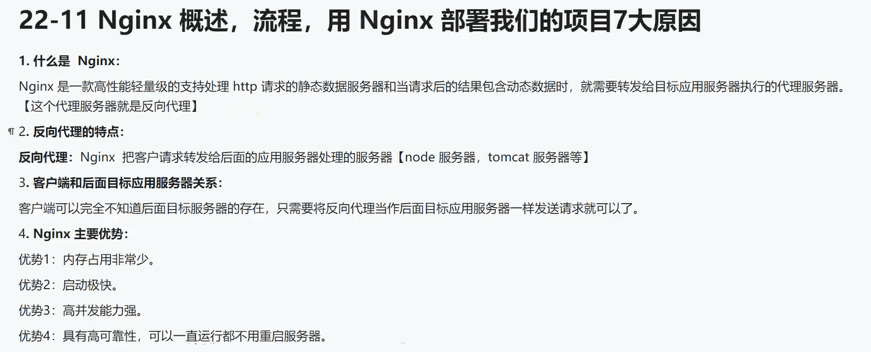 22-11 Nginx 概述，流程，用 Nginx 部署我们的项目7大原因
1. 什么是 Nginx：
Nginx 是一款高性能轻量级的支持处理 http 请求的静态数据服务器和当请求后的结果包含动态数据时，就需要转发给目标应用服务器执行的代理服务器。
【这个代理服务器就是反向代理】
2. 反向代理的特点：
反向代理：Nginx 把客户请求转发给后面的应用服务器处理的服务器【node 服务器，tomcat 服务器等】
3. 客户端和后面目标应用服务器关系：
客户端可以完全不知道后面目标服务器的存在，只需要将反向代理当作后面目标应用服务器一样发送请求就可以了。
4. Nginx 主要优势：
优势1：内存占用非常少。
优势2：启动极快。
优势3：高并发能力强。
优势4：具有高可靠性，可以一直运行都不用重启服务器。